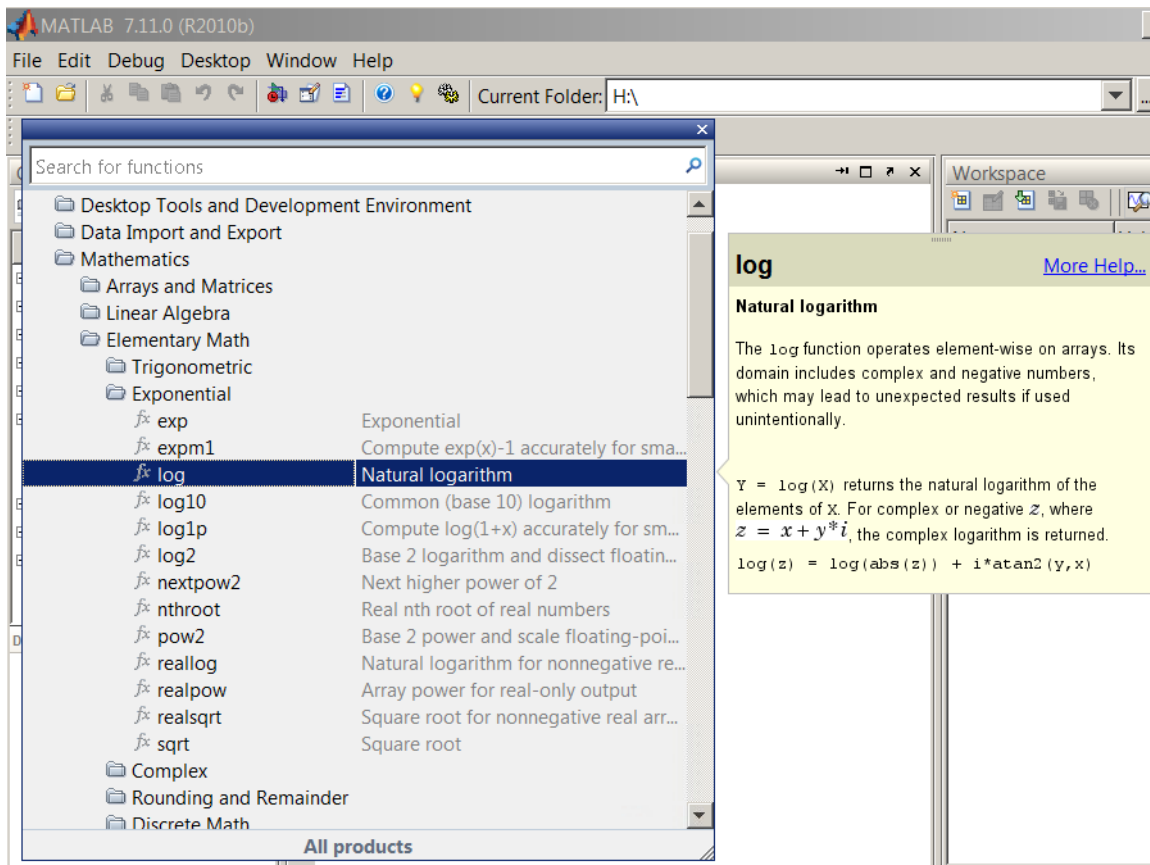 MATLAB 7.11.0 (R2010b)
File Edit Debug Desktop Window Help
Current Folder: H:\
Search for functions
Desktop Tools and Development Environment
Data Import and Export
Mathematics
Arrays and Matrices
Linear Algebra
Elementary Math
Trigonometric
Exponential
exp Exponential
expm1 Compute exp(x)-1 accurately for sma...
log Natural logarithm
log10 Common (base 10) logarithm
log1p Compute log(1+x) accurately for sm...
log2 Base 2 logarithm and dissect floatin...
nextpow2 Next higher power of 2
nthroot Real nth root of real numbers
pow2 Base 2 power and scale floating-poi...
reallog Natural logarithm for nonnegative re...
realpow Array power for real-only output
realsqrt Square root for nonnegative real arr...
sqrt Square root
Complex
Rounding and Remainder
Discrete Math
All products
Workspace
log More Help...
Natural logarithm
The log function operates element-wise on arrays. Its
domain includes complex and negative numbers,
which may lead to unexpected results if used
unintentionally.
Y = log(X) returns the natural logarithm of the
elements of X. For complex or negative z, where
z = x + y*i, the complex logarithm is returned.
log(z) = log(abs(z)) + i*atan2(y,x)